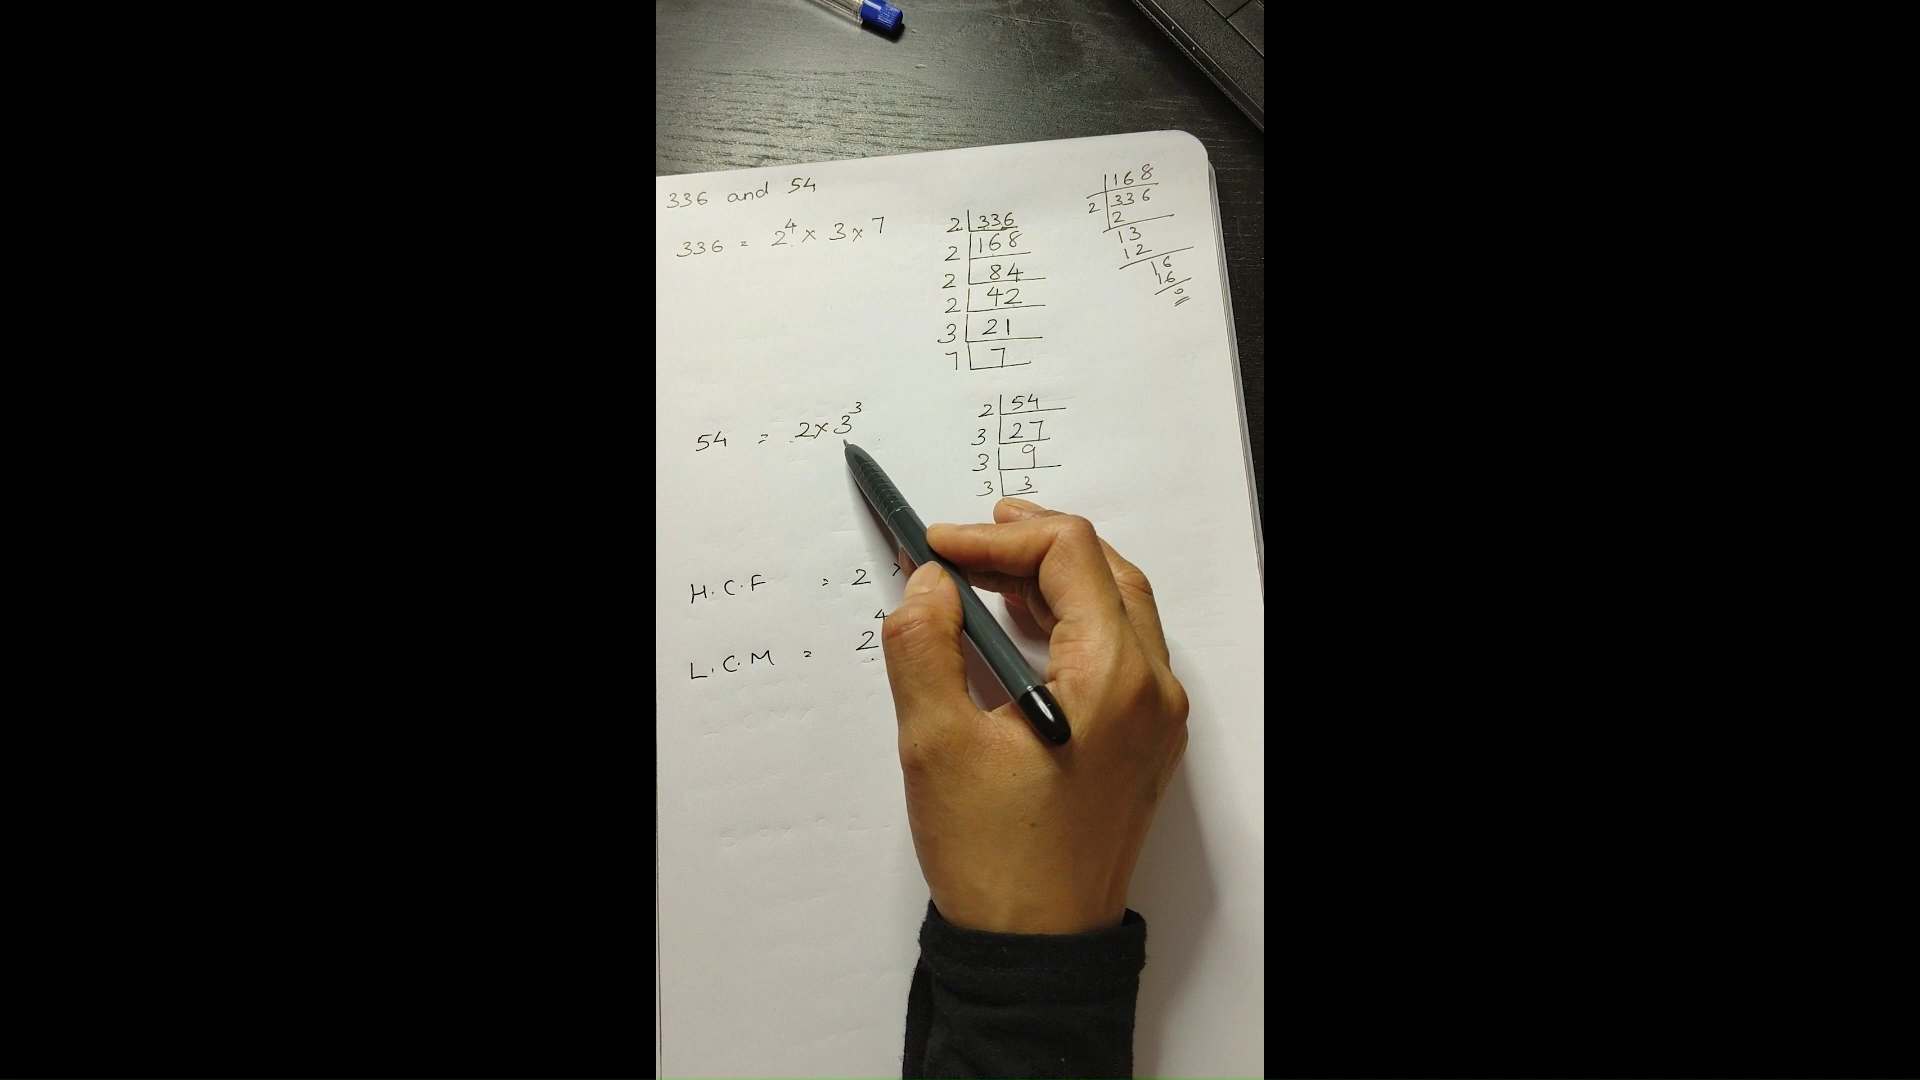 336 and 54
336 = 2⁴ × 3 × 7
2 | 336
2 | 168
2 | 84
2 | 42
3 | 21
7 | 7
168
2 | 336
2
13
12
16
16
0
54 = 2 × 3³
2 | 54
3 | 27
3 | 9
3 | 3
H.C.F = 2
L.C.M = 2⁴